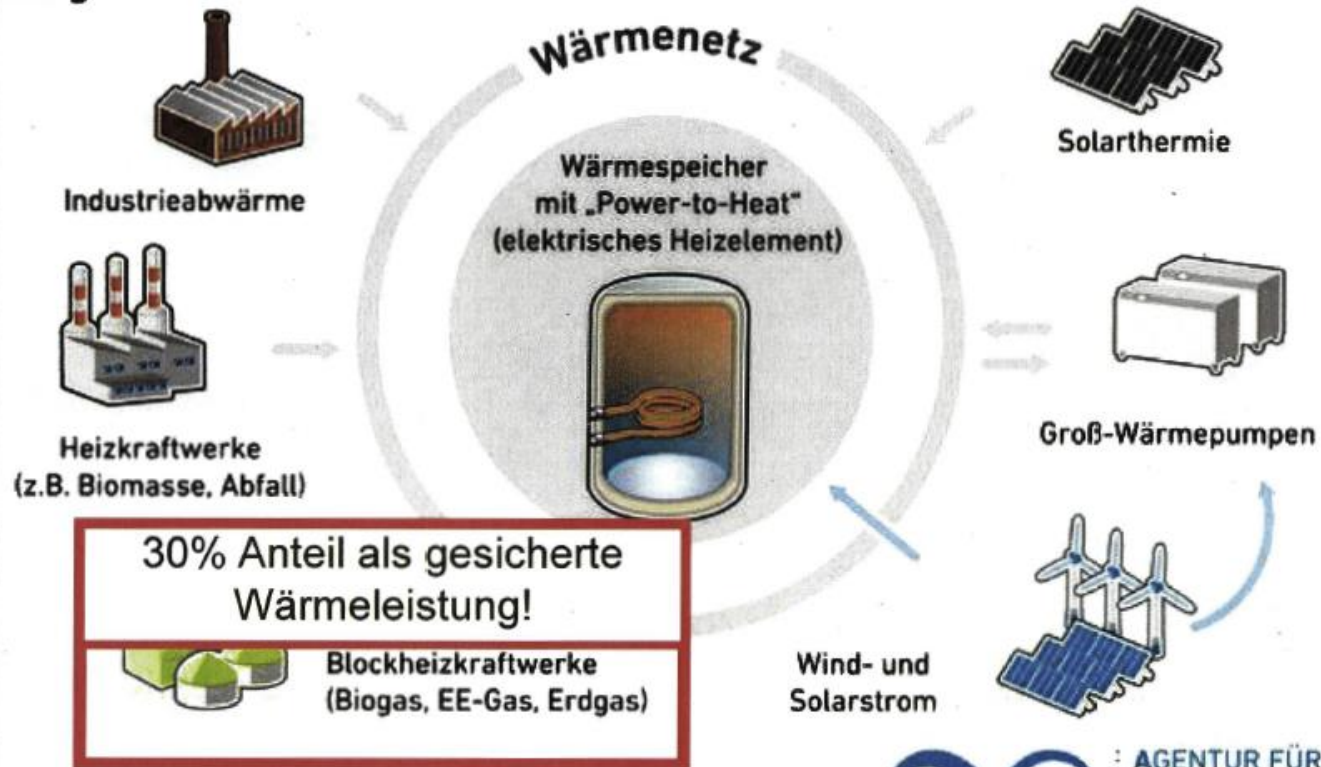 Wärmenetz
Industrieabwärme
Solarthermie
Wärmespeicher
mit „Power-to-Heat“
(elektrisches Heizelement)
Heizkraftwerke
(z.B. Biomasse, Abfall)
Groß-Wärmepumpen
30% Anteil als gesicherte
Wärmeleistung!
Blockheizkraftwerke
(Biogas, EE-Gas, Erdgas)
Wind- und
Solarstrom
AGENTUR FÜR